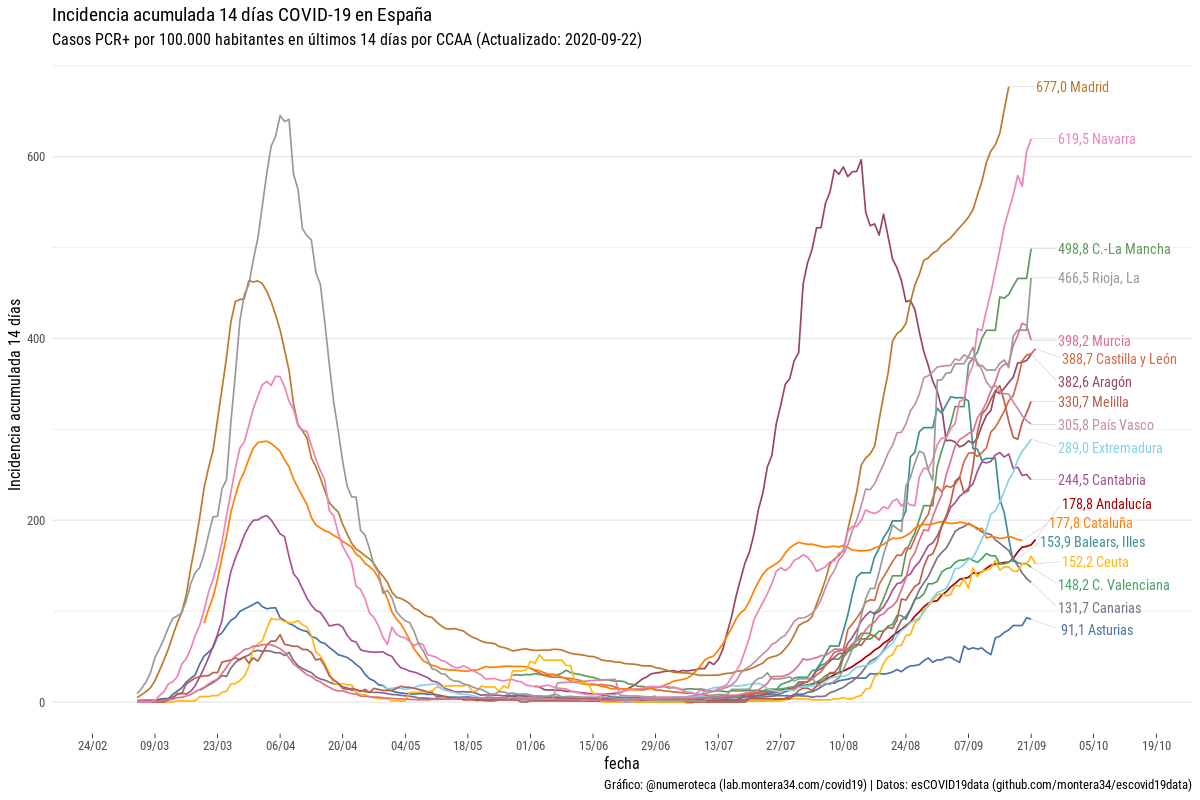 Incidencia acumulada 14 días COVID-19 en España
Casos PCR+ por 100.000 habitantes en últimos 14 días por CCAA (Actualizado: 2020-09-22)
Incidencia acumulada 14 días
600
400
200
0
677,0 Madrid
619,5 Navarra
498,8 C.-La Mancha
466,5 Rioja, La
398,2 Murcia
388,7 Castilla y León
382,6 Aragón
330,7 Melilla
305,8 País Vasco
289,0 Extremadura
244,5 Cantabria
178,8 Andalucía
177,8 Cataluña
153,9 Balears, Illes
152,2 Ceuta
148,2 C. Valenciana
131,7 Canarias
91,1 Asturias
24/02 09/03 23/03 06/04 20/04 04/05 18/05 01/06 15/06 29/06 13/07 27/07 10/08 24/08 07/09 21/09 05/10 19/10
fecha
Gráfico: @numeroteca (lab.montera34.com/covid19) | Datos: esCOVID19data (github.com/montera34/escovid19data)